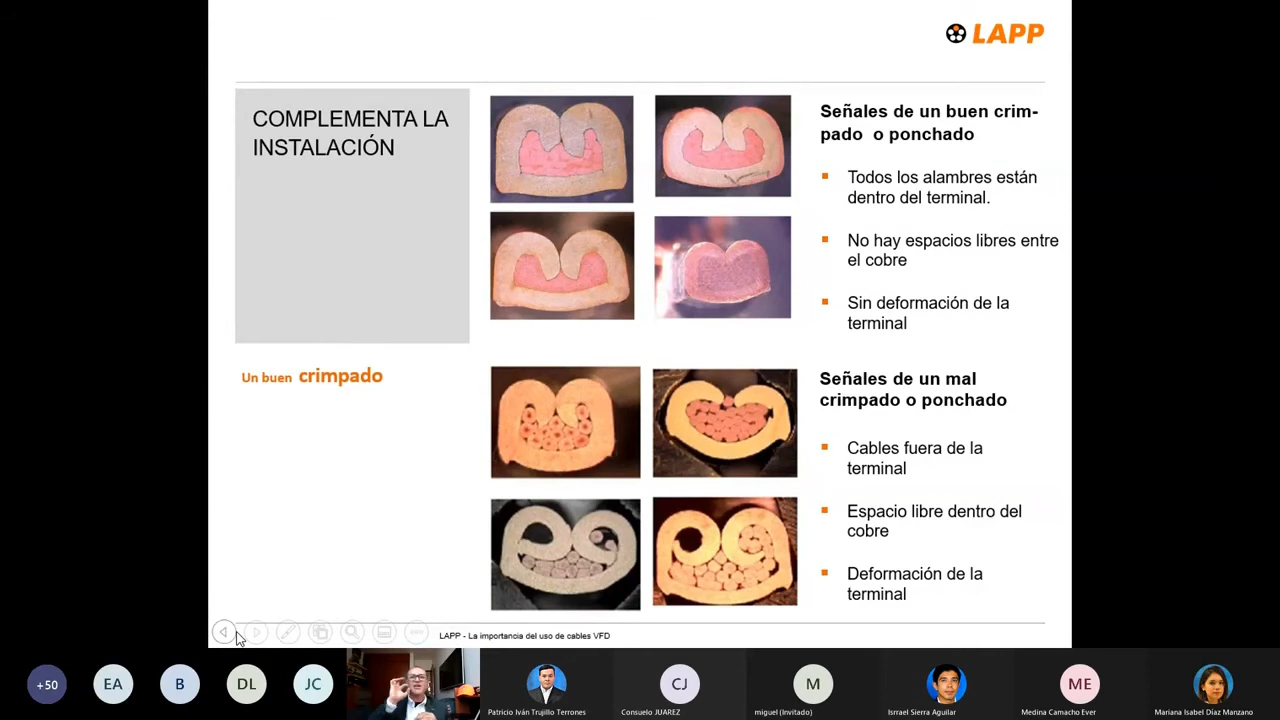 LAPP
COMPLEMENTA LA
INSTALACIÓN
Señales de un buen crim-
pado o ponchado
Todos los alambres están
dentro del terminal.
No hay espacios libres entre
el cobre
Sin deformación de la
terminal
Un buen crimpado
Señales de un mal
crimpado o ponchado
Cables fuera de la
terminal
Espacio libre dentro del
cobre
Deformación de la
terminal
LAPP - La importancia del uso de cables VFD
+50
EA
B
DL
JC
CJ
M
ME
Patricio Iván Trujillo Terrones
Consuelo JUAREZ
miguel (Invitado)
Isrrael Sierra Aguilar
Medina Camacho Ever
Mariana Isabel Díaz Manzano